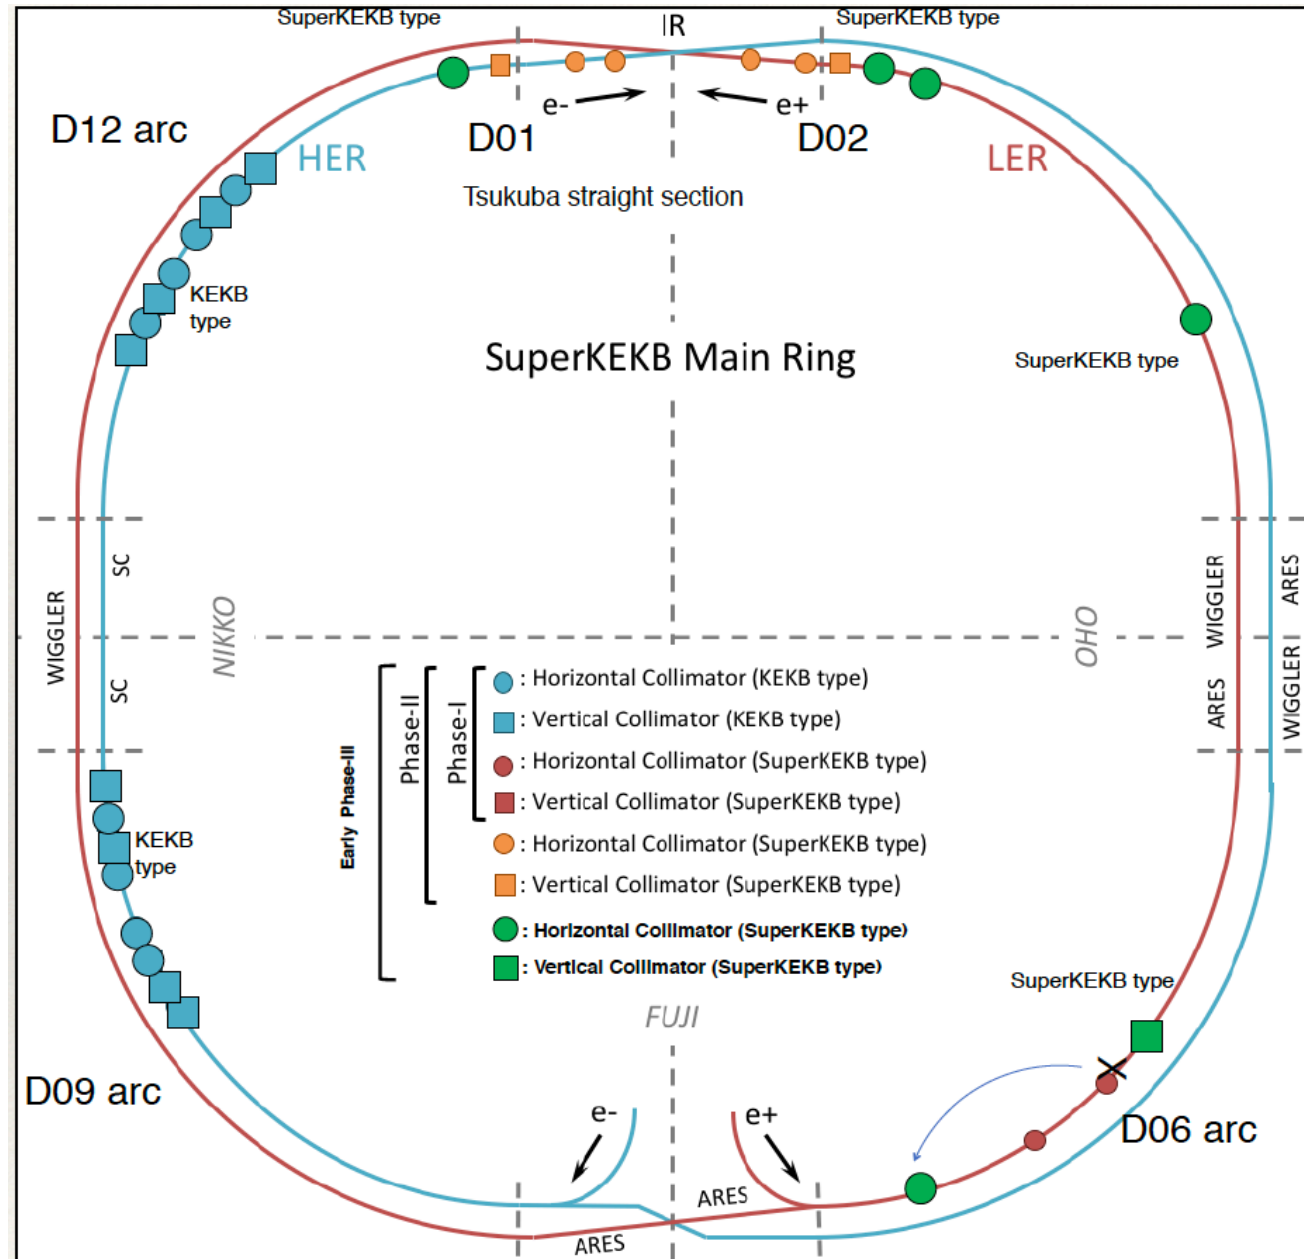 SuperKEKB type
IR
SuperKEKB type
e-
e+
D12 arc
D01
D02
HER
LER
Tsukuba straight section
KEKB
type
SuperKEKB Main Ring
SuperKEKB type
SC
WIGGLER
ARES
NIKKO
OHO
WIGGLER
SC
ARES
WIGGLER
Early Phase-III
Phase-II
Phase-I
: Horizontal Collimator (KEKB type)
: Vertical Collimator (KEKB type)
: Horizontal Collimator (SuperKEKB type)
: Vertical Collimator (SuperKEKB type)
: Horizontal Collimator (SuperKEKB type)
: Vertical Collimator (SuperKEKB type)
: Horizontal Collimator (SuperKEKB type)
: Vertical Collimator (SuperKEKB type)
KEKB
type
SuperKEKB type
FUJI
D09 arc
D06 arc
e-
e+
ARES
ARES